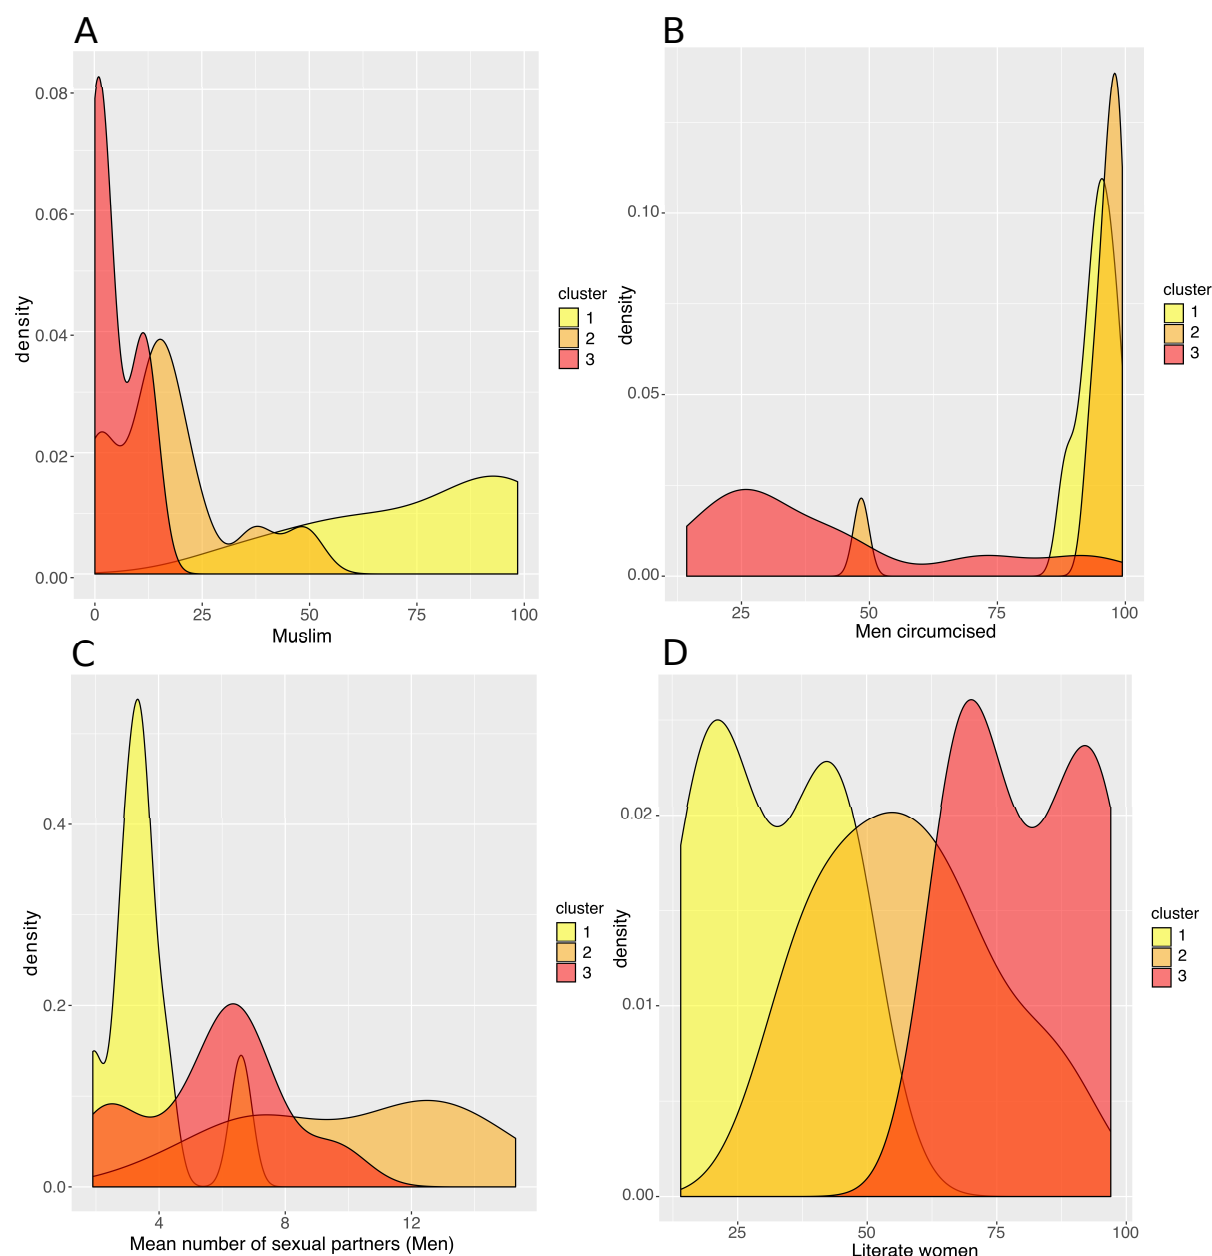 A
0.08
0.06
0.04
0.02
0.00
density
0 25 50 75 100
Muslim
cluster
1
2
3
B
0.10
0.05
0.00
density
25 50 75 100
Men circumcised
cluster
1
2
3
C
0.4
0.2
0.0
density
4 8 12
Mean number of sexual partners (Men)
cluster
1
2
3
D
0.02
0.01
0.00
density
25 50 75 100
Literate women
cluster
1
2
3